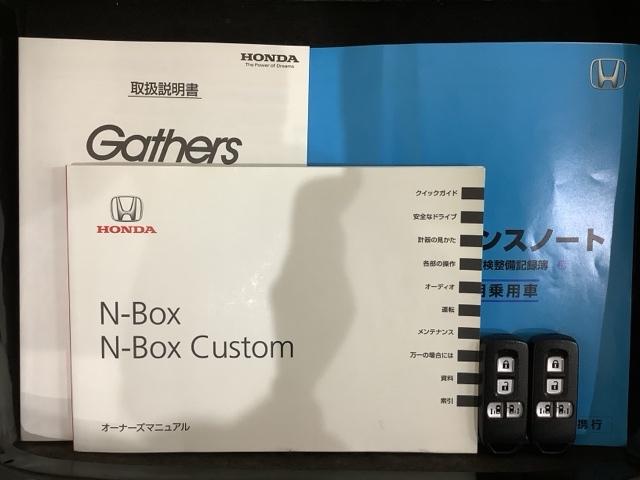 HONDA
The Power of Dreams
取扱説明書
Gathers
HONDA
N-Box
N-Box Custom
オーナーズマニュアル
クイックガイド
安全なドライブ
計器の見かた
各部の操作
オーディオ
運転
メンテナンス
万一の場合には
資料
索引
ンスノート
検整備記録簿
用乗用車
携行